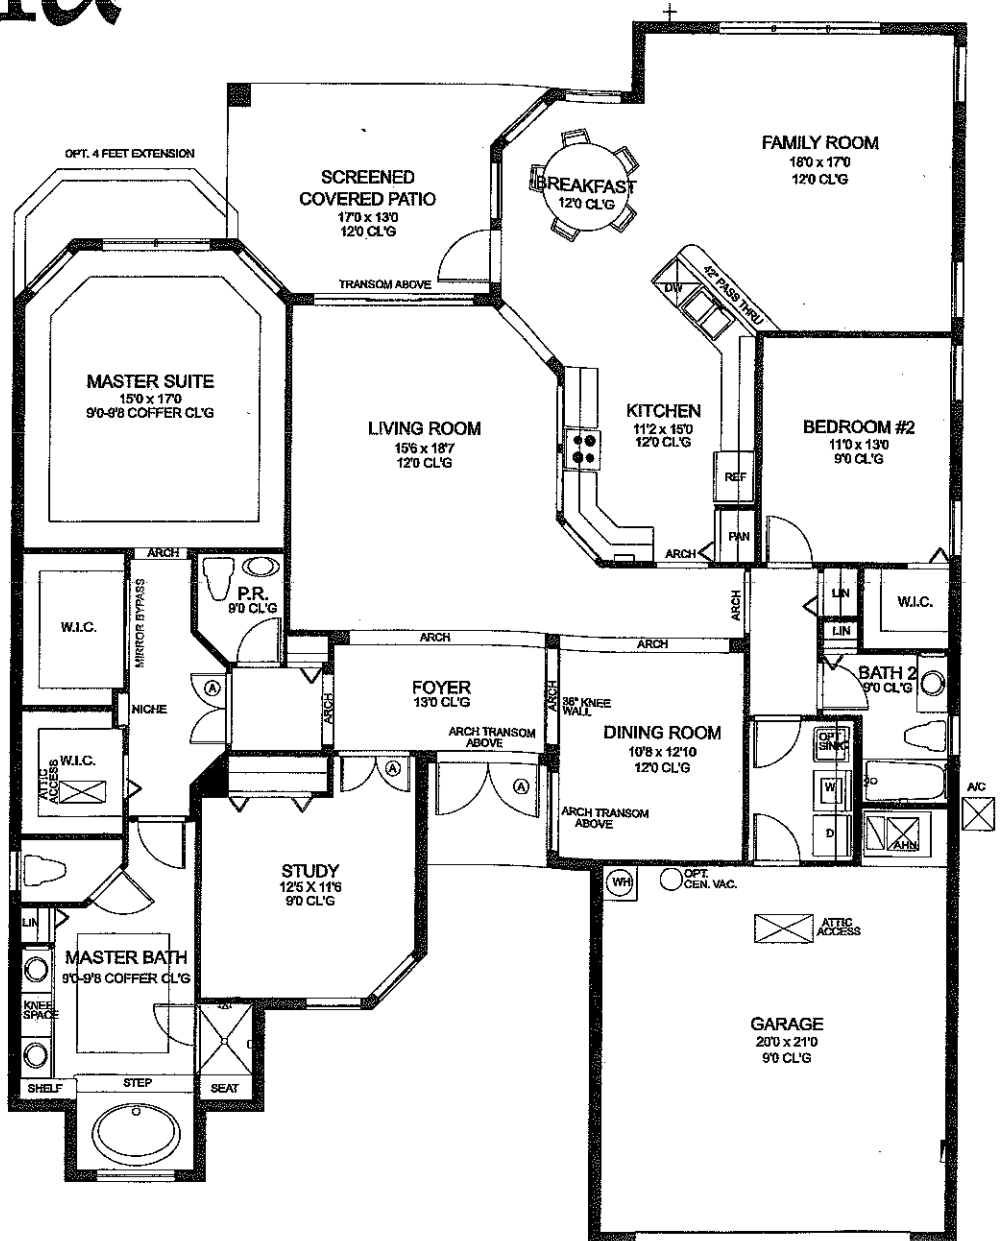 FAMILY ROOM
18'0 x 17'0
12'0 CL'G
OPT. 4 FEET EXTENSION
SCREENED
COVERED PATIO
17'0 x 13'0
12'0 CL'G
BREAKFAST
12'0 CL'G
TRANSOM ABOVE
DW
42" PASS THRU
MASTER SUITE
15'0 x 17'0
9'0-9'8 COFFER CL'G
LIVING ROOM
15'6 x 18'7
12'0 CL'G
KITCHEN
11'2 x 15'0
12'0 CL'G
BEDROOM #2
11'0 x 13'0
9'0 CL'G
REF
PAN
ARCH
ARCH
P.R.
9'0 CL'G
W.I.C.
MIRROR BYPASS
ARCH
LIN
W.I.C.
LIN
ARCH
ARCH
BATH 2
9'0 CL'G
A
NICHE
ARCH
FOYER
13'0 CL'G
ARCH
36" KNEE
WALL
ARCH TRANSOM
ABOVE
DINING ROOM
10'8 x 12'10
12'0 CL'G
OPT
SINK
W.I.C.
ATTIC
ACCESS
A
A
W
A/C
ARCH TRANSOM
ABOVE
D
AHN
STUDY
12'5 X 11'6
9'0 CL'G
WH
OPT.
CEN. VAC.
LIN
ATTIC
ACCESS
MASTER BATH
9'0-9'8 COFFER CL'G
KNEE
SPACE
GARAGE
20'0 x 21'0
9'0 CL'G
SHELF
STEP
SEAT